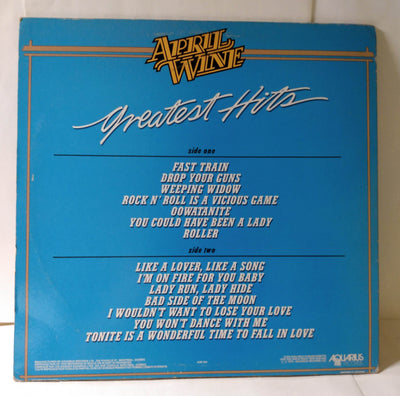 APRIL
WINE
Greatest Hits
side one
FAST TRAIN
DROP YOUR GUNS
WEEPING WIDOW
ROCK N' ROLL IS A VICIOUS GAME
OOWATANITE
YOU COULD HAVE BEEN A LADY
ROLLER
side two
LIKE A LOVER, LIKE A SONG
I'M ON FIRE FOR YOU BABY
LADY RUN, LADY HIDE
BAD SIDE OF THE MOON
I WOULDN'T WANT TO LOSE YOUR LOVE
YOU WON'T DANCE WITH ME
TONITE IS A WONDERFUL TIME TO FALL IN LOVE
AQUARIUS